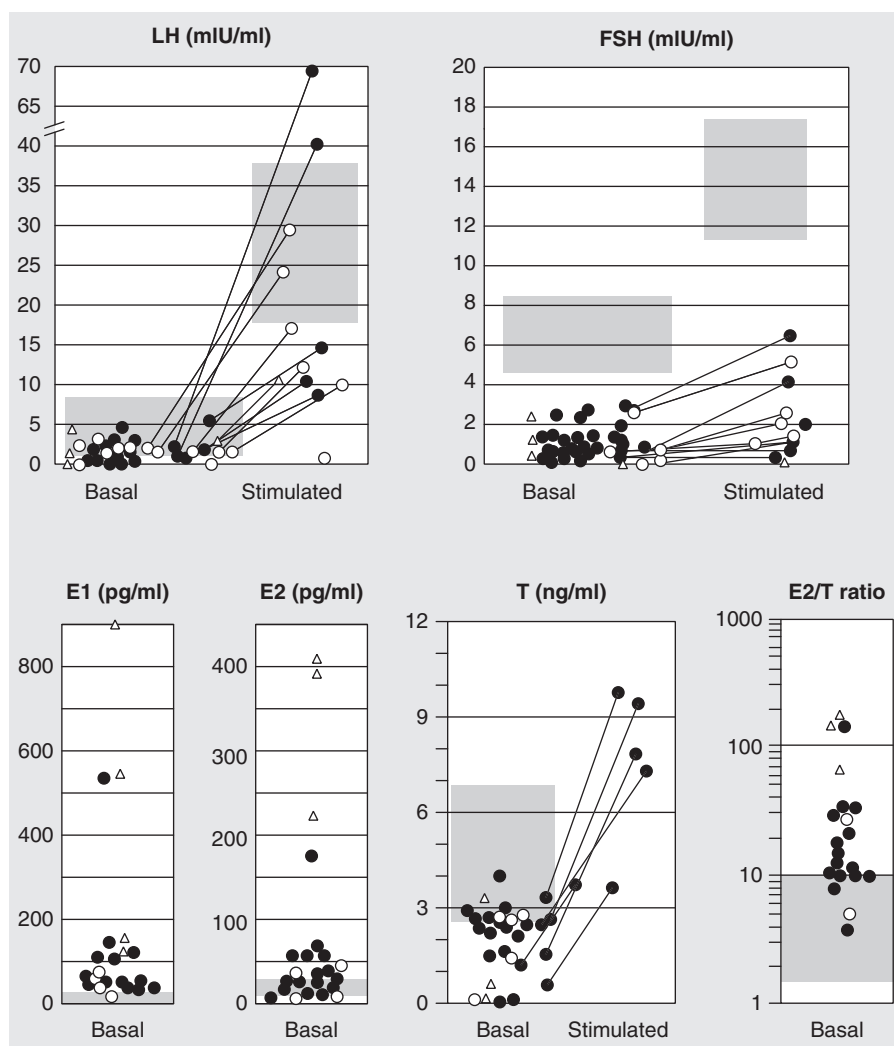 LH (mIU/ml)
FSH (mIU/ml)
70
65
40
35
30
25
20
15
10
5
0
Basal
Stimulated
20
18
16
14
12
10
8
6
4
2
0
Basal
Stimulated
E1 (pg/ml)
E2 (pg/ml)
T (ng/ml)
E2/T ratio
800
600
400
200
0
Basal
400
300
200
100
0
Basal
12
9
6
3
0
Basal
Stimulated
1000
100
10
1
Basal